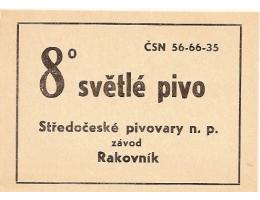 ČSN 56-66-35
8° světlé pivo
Středočeské pivovary n. p.
závod
Rakovník